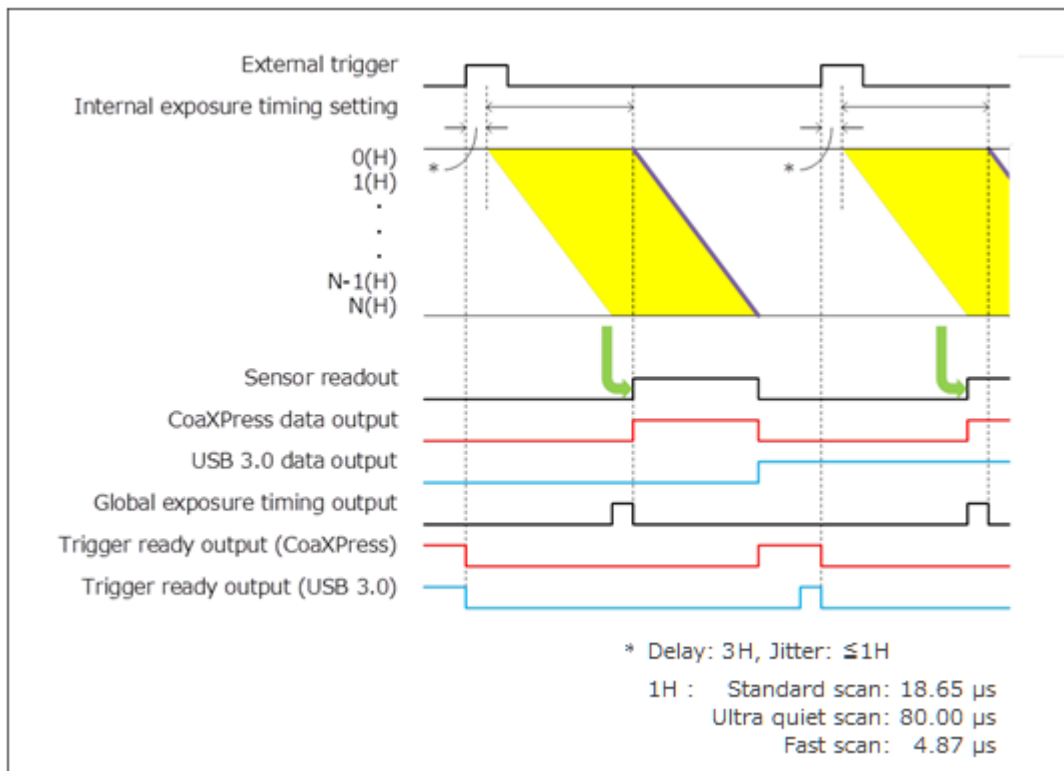 External trigger
Internal exposure timing setting
*
*
0(H)
1(H)
.
.
.
N-1(H)
N(H)
Sensor readout
CoaXPress data output
USB 3.0 data output
Global exposure timing output
Trigger ready output (CoaXPress)
Trigger ready output (USB 3.0)
* Delay: 3H, Jitter: ≦1H
1H : Standard scan: 18.65 μs
Ultra quiet scan: 80.00 μs
Fast scan: 4.87 μs